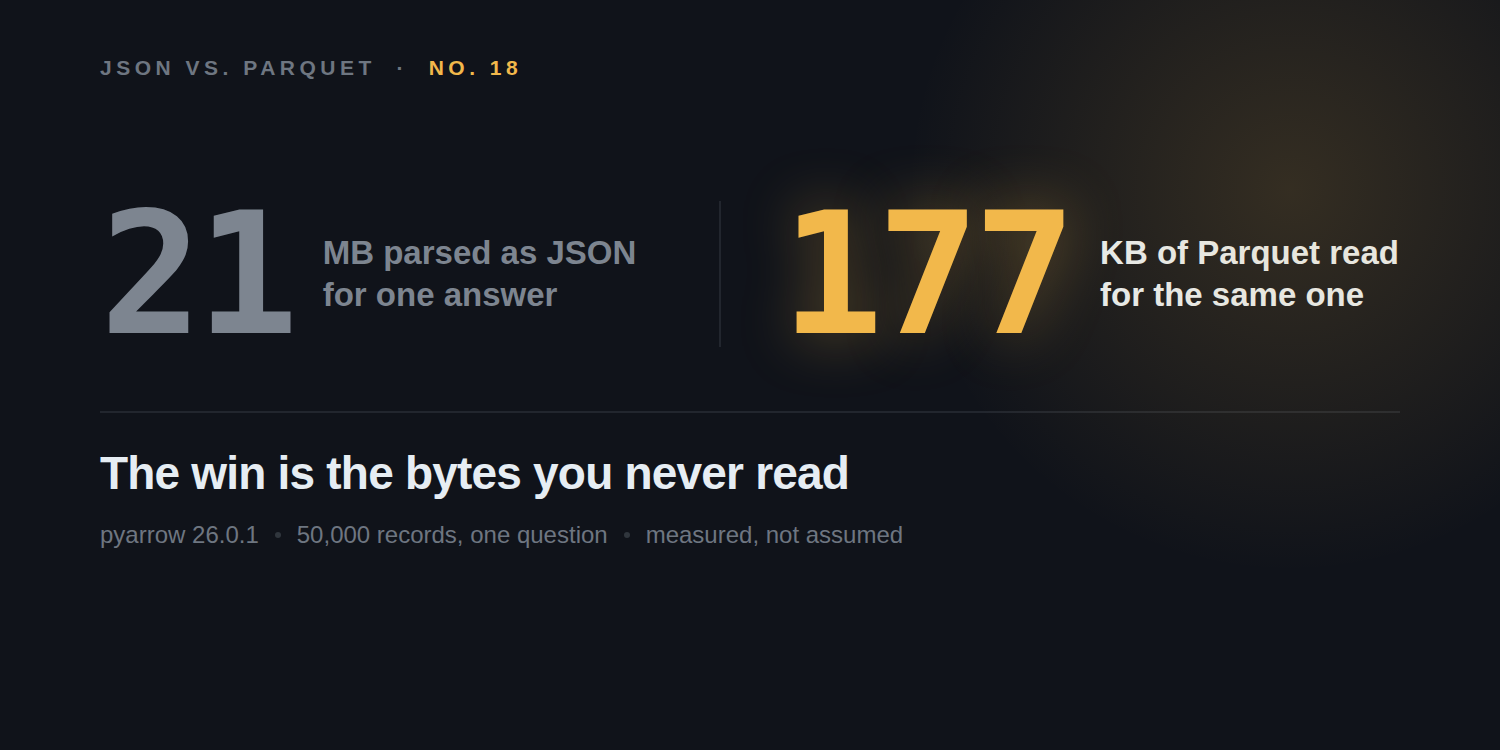 JSON VS. PARQUET · NO. 18
21
MB parsed as JSON
for one answer
177
KB of Parquet read
for the same one
The win is the bytes you never read
pyarrow 26.0.1 • 50,000 records, one question • measured, not assumed